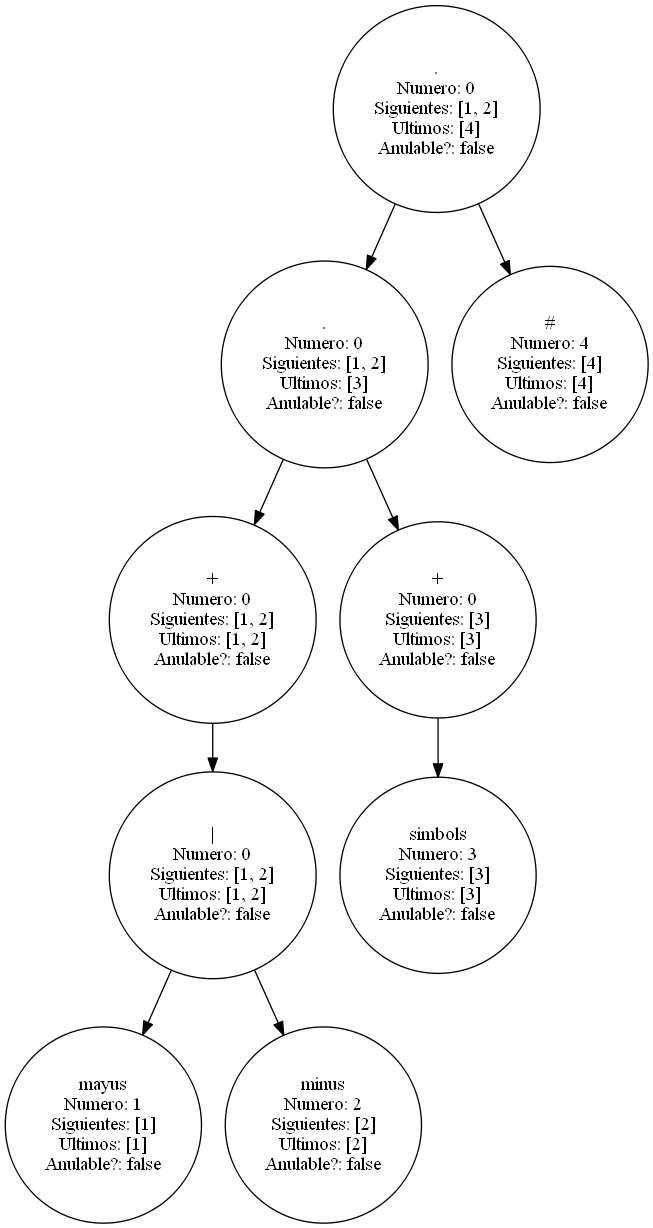 .
Numero: 0
Siguientes: [1, 2]
Ultimos: [4]
Anulable?: false
.
Numero: 0
Siguientes: [1, 2]
Ultimos: [3]
Anulable?: false
#
Numero: 4
Siguientes: [4]
Ultimos: [4]
Anulable?: false
+
Numero: 0
Siguientes: [1, 2]
Ultimos: [1, 2]
Anulable?: false
+
Numero: 0
Siguientes: [3]
Ultimos: [3]
Anulable?: false
|
Numero: 0
Siguientes: [1, 2]
Ultimos: [1, 2]
Anulable?: false
simbols
Numero: 3
Siguientes: [3]
Ultimos: [3]
Anulable?: false
mayus
Numero: 1
Siguientes: [1]
Ultimos: [1]
Anulable?: false
minus
Numero: 2
Siguientes: [2]
Ultimos: [2]
Anulable?: false